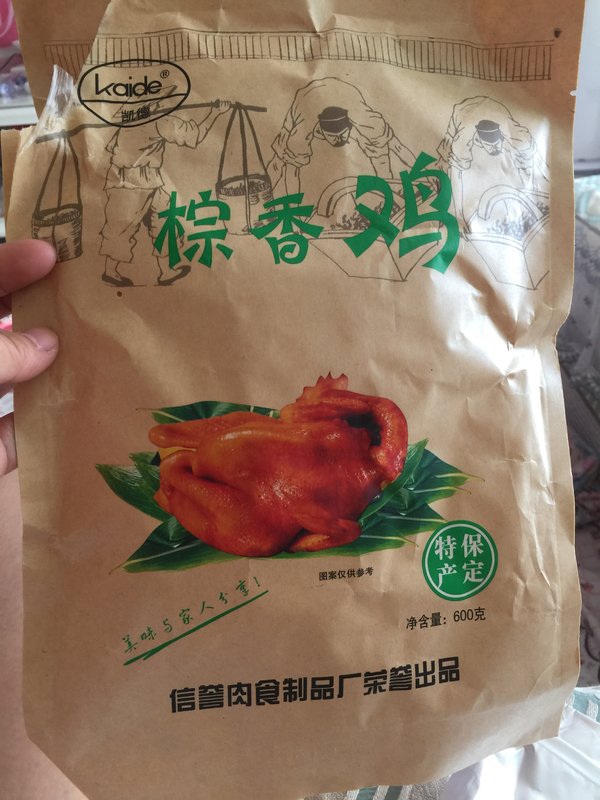 Kaide®
凯德
棕香鸡
图案仅供参考
保定
特产
美味与家人分享！
净含量：600克
信誉肉食制品厂荣誉出品